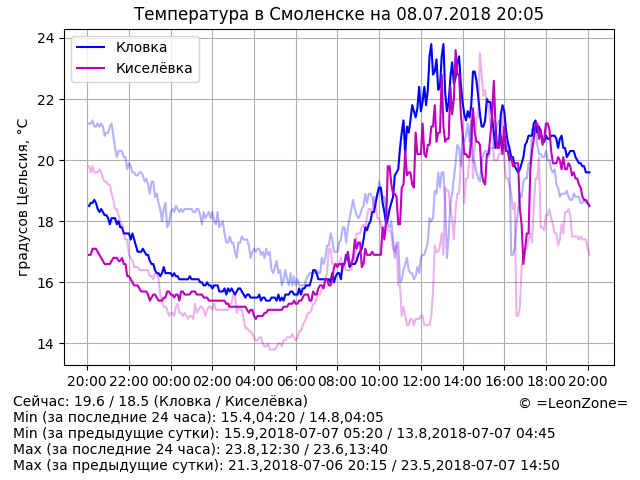 Температура в Смоленске на 08.07.2018 20:05
Кловка
Киселёвка
градусов Цельсия, °C
24
22
20
18
16
14
20:00 22:00 00:00 02:00 04:00 06:00 08:00 10:00 12:00 14:00 16:00 18:00 20:00
Сейчас: 19.6 / 18.5 (Кловка / Киселёвка)
© =LeonZone=
Min (за последние 24 часа): 15.4,04:20 / 14.8,04:05
Min (за предыдущие сутки): 15.9,2018-07-07 05:20 / 13.8,2018-07-07 04:45
Max (за последние 24 часа): 23.8,12:30 / 23.6,13:40
Max (за предыдущие сутки): 21.3,2018-07-06 20:15 / 23.5,2018-07-07 14:50